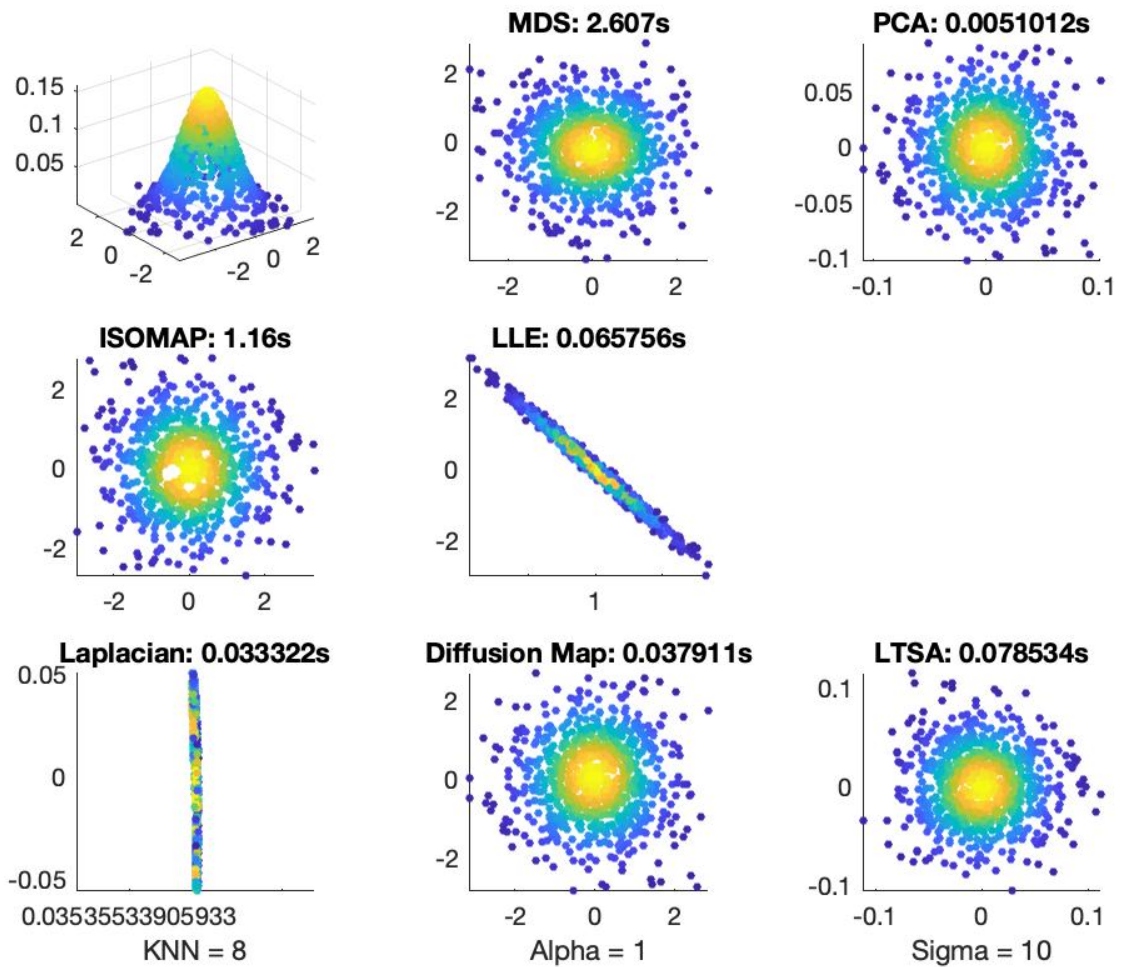 MDS: 2.607s
PCA: 0.0051012s
0.15
0.1
0.05
2
0
-2
-2
0
2
2
0
-2
-2 0 2
0.05
0
-0.05
-0.1
-0.1 0 0.1
ISOMAP: 1.16s
LLE: 0.065756s
2
0
-2
-2 0 2
2
0
-2
1
Laplacian: 0.033322s
Diffusion Map: 0.037911s
LTSA: 0.078534s
0.05
0
-0.05
0.035355533905933
KNN = 8
2
0
-2
-2 0 2
Alpha = 1
0.1
0
-0.1
-0.1 0 0.1
Sigma = 10